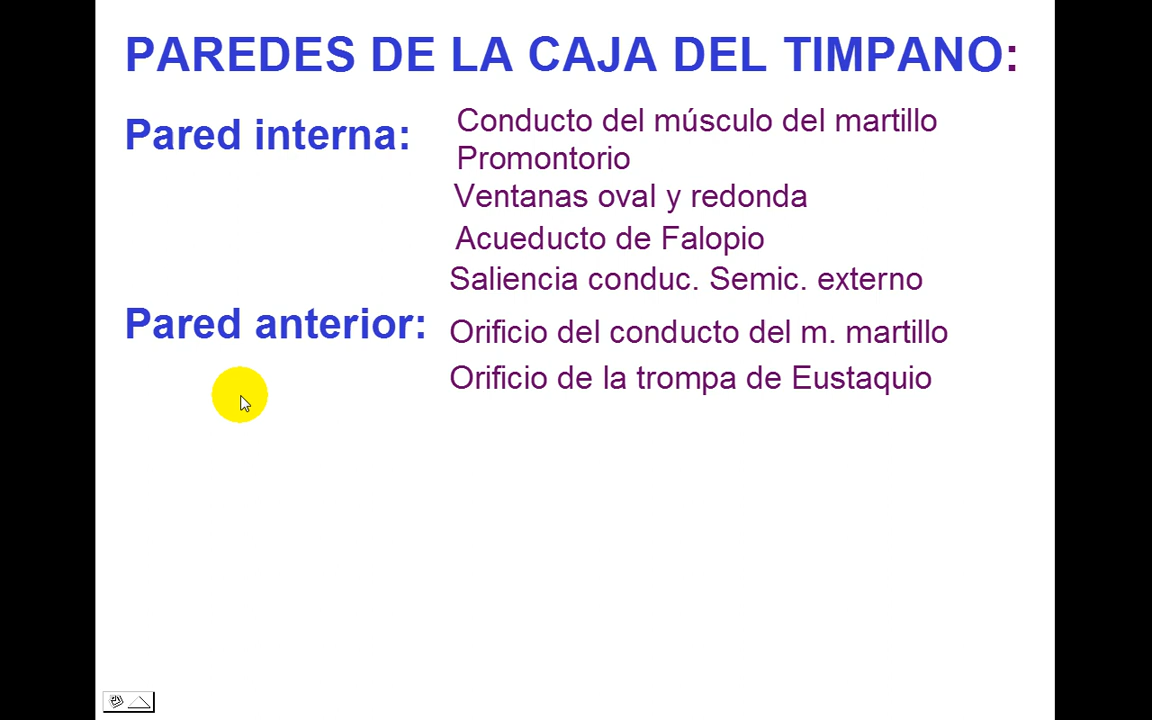 PAREDES DE LA CAJA DEL TIMPANO:
Pared interna:
Conducto del músculo del martillo
Promontorio
Ventanas oval y redonda
Acueducto de Falopio
Saliencia conduc. Semic. externo
Pared anterior:
Orificio del conducto del m. martillo
Orificio de la trompa de Eustaquio